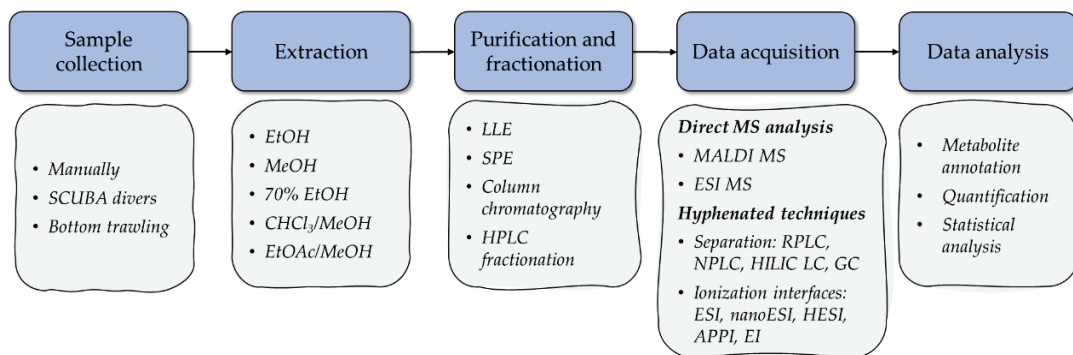 Sample
collection
Extraction
Purification and
fractionation
Data acquisition
Data analysis
• Manually
• SCUBA divers
• Bottom trawling
• EtOH
• MeOH
• 70% EtOH
• CHCl₃/MeOH
• EtOAc/MeOH
• LLE
• SPE
• Column
chromatography
• HPLC
fractionation
Direct MS analysis
• MALDI MS
• ESI MS
Hyphenated techniques
• Separation: RPLC,
NPLC, HILIC LC, GC
• Ionization interfaces:
ESI, nanoESI, HESI,
APPI, EI
• Metabolite
annotation
• Quantification
• Statistical
analysis